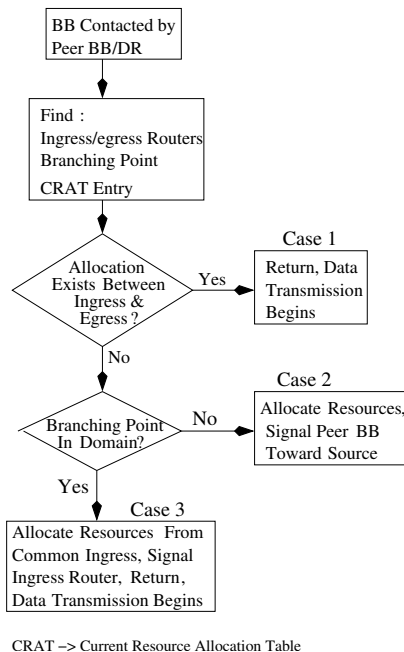 BB Contacted by
Peer BB/DR
Find :
Ingress/egress Routers
Branching Point
CRAT Entry
Allocation
Exists Between
Ingress &
Egress ?
Yes
Case 1
Return, Data
Transmission
Begins
No
Branching Point
In Domain?
No
Case 2
Allocate Resources,
Signal Peer BB
Toward Source
Yes
Case 3
Allocate Resources From
Common Ingress, Signal
Ingress Router, Return,
Data Transmission Begins
CRAT −> Current Resource Allocation Table